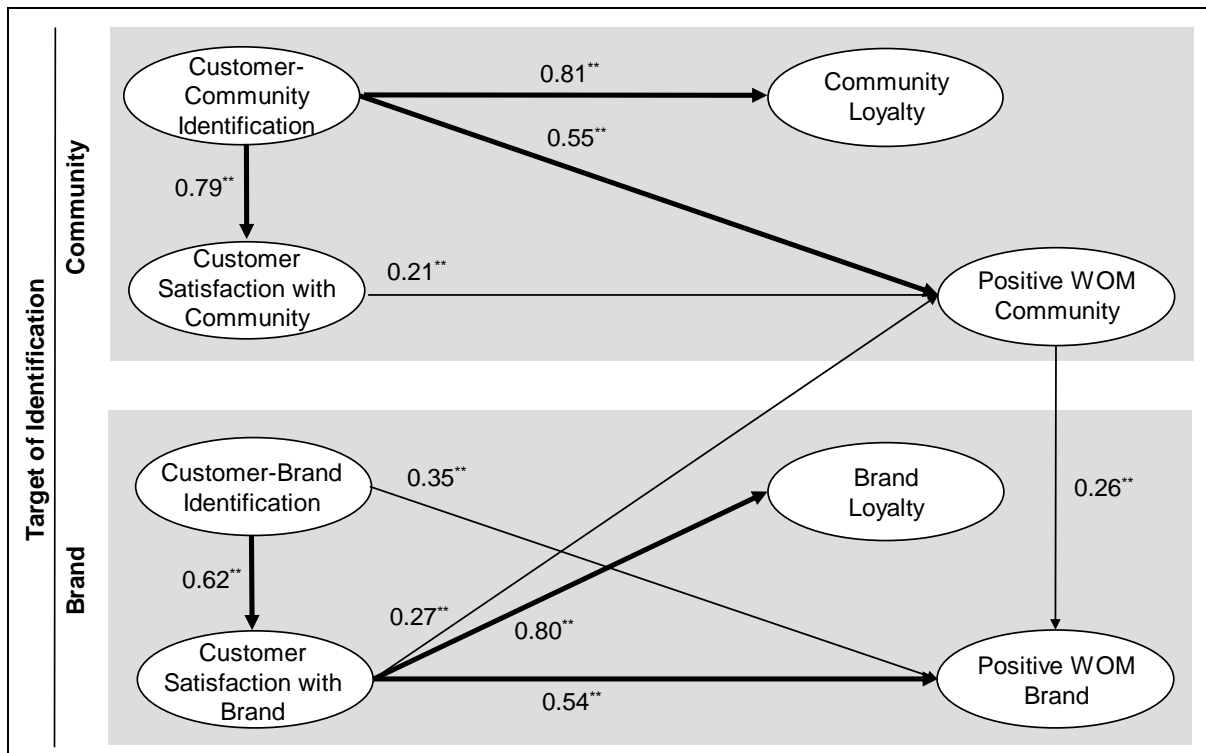 Target of Identification
Community
Customer-
Community
Identification
0.81**
Community
Loyalty
0.55**
0.79**
Customer
Satisfaction with
Community
0.21**
Positive WOM
Community
Brand
Customer-Brand
Identification
0.35**
Brand
Loyalty
0.26**
0.62**
0.27**
0.80**
Customer
Satisfaction with
Brand
0.54**
Positive WOM
Brand